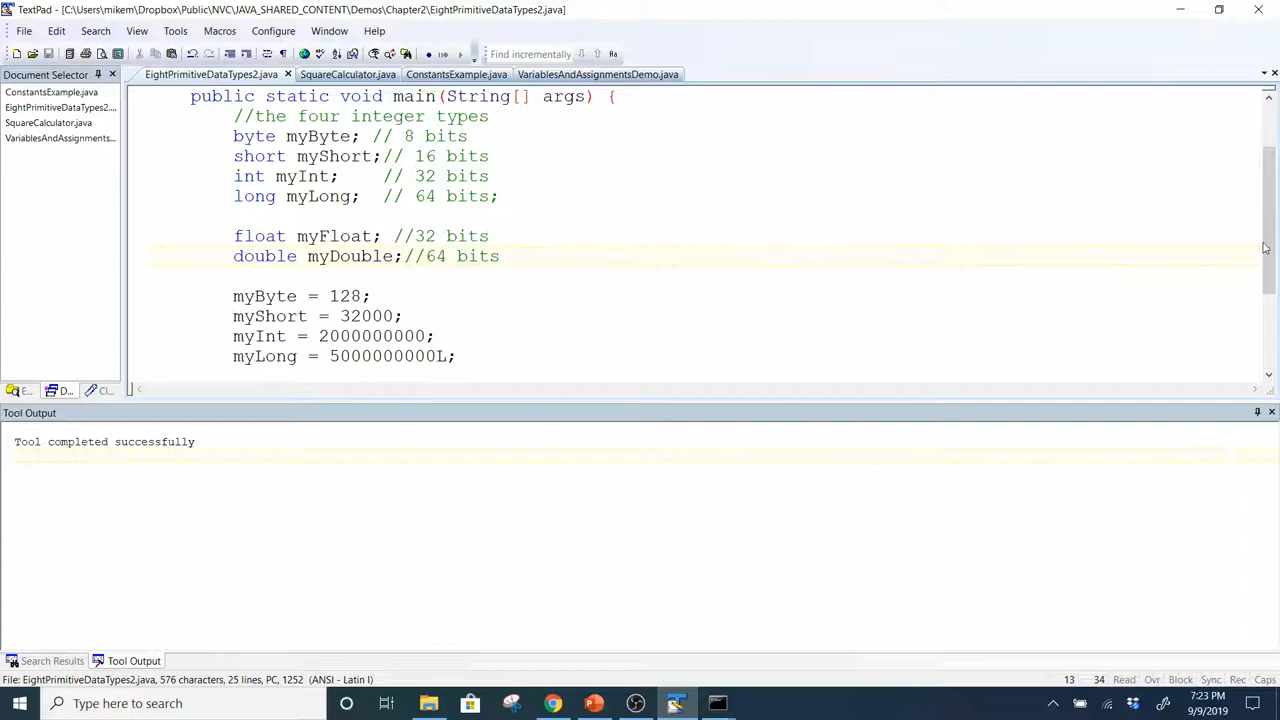 TextPad - [C:\Users\mikem\Dropbox\Public\NVC\JAVA_SHARED_CONTENT\Demos\Chapter2\EightPrimitiveDataTypes2.java]
File Edit Search View Tools Macros Configure Window Help
Find incrementally
Document Selector
EightPrimitiveDataTypes2.java SquareCalculator.java ConstantsExample.java VariablesAndAssignmentsDemo.java
ConstantsExample.java
EightPrimitiveDataTypes2....
SquareCalculator.java
VariablesAndAssignments...
public static void main(String[] args) {
//the four integer types
byte myByte; // 8 bits
short myShort;// 16 bits
int myInt; // 32 bits
long myLong; // 64 bits;
float myFloat; //32 bits
double myDouble;//64 bits
myByte = 128;
myShort = 32000;
myInt = 2000000000;
myLong = 5000000000L;
E... D... Cl...
Tool Output
Tool completed successfully
Search Results Tool Output
File: EightPrimitiveDataTypes2.java, 576 characters, 25 lines, PC, 1252 (ANSI - Latin I) 13 34 Read Ovr Block Sync Rec Caps
Type here to search
7:23 PM
9/9/2019